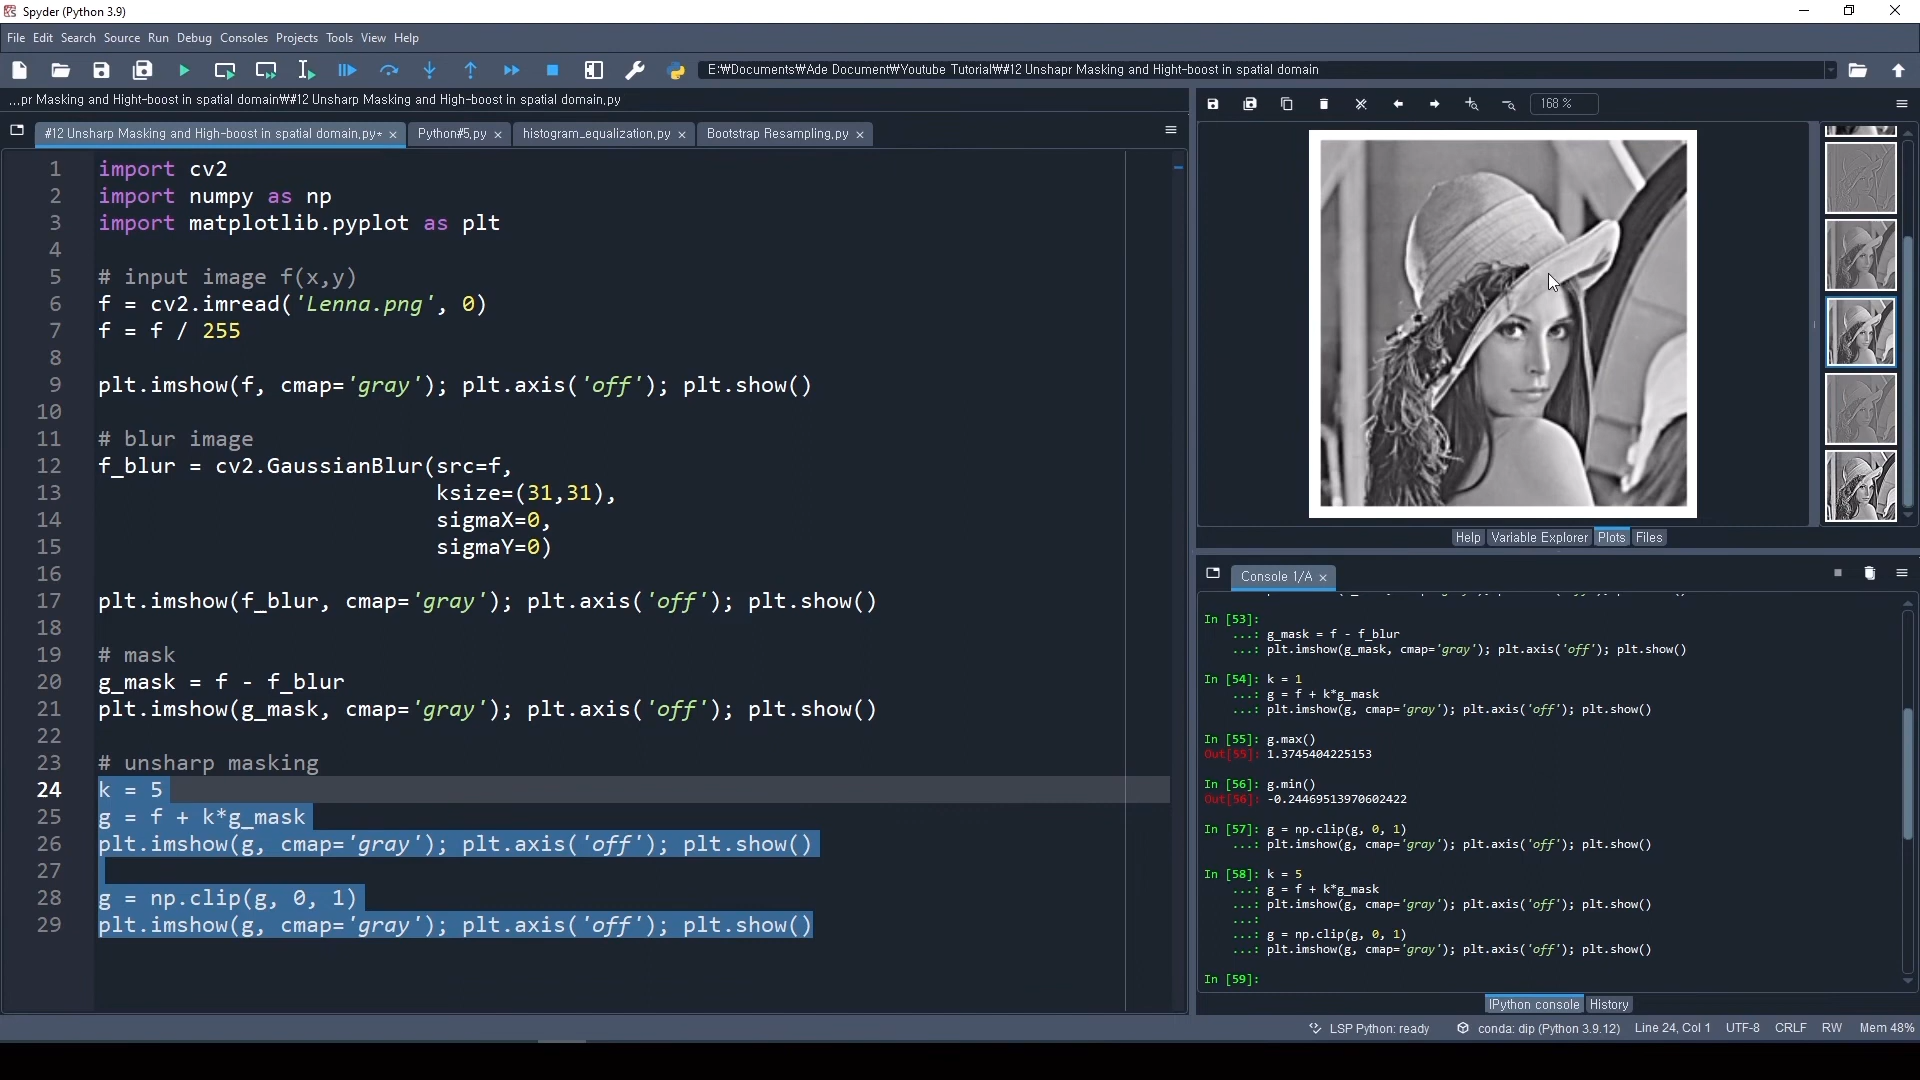 Spyder (Python 3.9)
File Edit Search Source Run Debug Consoles Projects Tools View Help
E:₩Documents₩Ade Document₩Youtube Tutorial₩#12 Unshapr Masking and Hight-boost in spatial domain
...pr Masking and Hight-boost in spatial domain₩#12 Unsharp Masking and High-boost in spatial domain.py
168 %
#12 Unsharp Masking and High-boost in spatial domain.py* Python#5.py histogram_equalization.py Bootstrap Resampling.py
1 import cv2
2 import numpy as np
3 import matplotlib.pyplot as plt
4
5 # input image f(x,y)
6 f = cv2.imread('Lenna.png', 0)
7 f = f / 255
8
9 plt.imshow(f, cmap='gray'); plt.axis('off'); plt.show()
10
11 # blur image
12 f_blur = cv2.GaussianBlur(src=f,
13 ksize=(31,31),
14 sigmaX=0,
15 sigmaY=0)
16
17 plt.imshow(f_blur, cmap='gray'); plt.axis('off'); plt.show()
18
19 # mask
20 g_mask = f - f_blur
21 plt.imshow(g_mask, cmap='gray'); plt.axis('off'); plt.show()
22
23 # unsharp masking
24 k = 5
25 g = f + k*g_mask
26 plt.imshow(g, cmap='gray'); plt.axis('off'); plt.show()
27
28 g = np.clip(g, 0, 1)
29 plt.imshow(g, cmap='gray'); plt.axis('off'); plt.show()
Help Variable Explorer Plots Files
Console 1/A
In [53]:
...: g_mask = f - f_blur
...: plt.imshow(g_mask, cmap='gray'); plt.axis('off'); plt.show()
In [54]: k = 1
...: g = f + k*g_mask
...: plt.imshow(g, cmap='gray'); plt.axis('off'); plt.show()
In [55]: g.max()
Out[55]: 1.3745404225153
In [56]: g.min()
Out[56]: -0.24469513970602422
In [57]: g = np.clip(g, 0, 1)
...: plt.imshow(g, cmap='gray'); plt.axis('off'); plt.show()
In [58]: k = 5
...: g = f + k*g_mask
...: plt.imshow(g, cmap='gray'); plt.axis('off'); plt.show()
...:
...: g = np.clip(g, 0, 1)
...: plt.imshow(g, cmap='gray'); plt.axis('off'); plt.show()
In [59]:
IPython console History
LSP Python: ready conda: dip (Python 3.9.12) Line 24, Col 1 UTF-8 CRLF RW Mem 48%